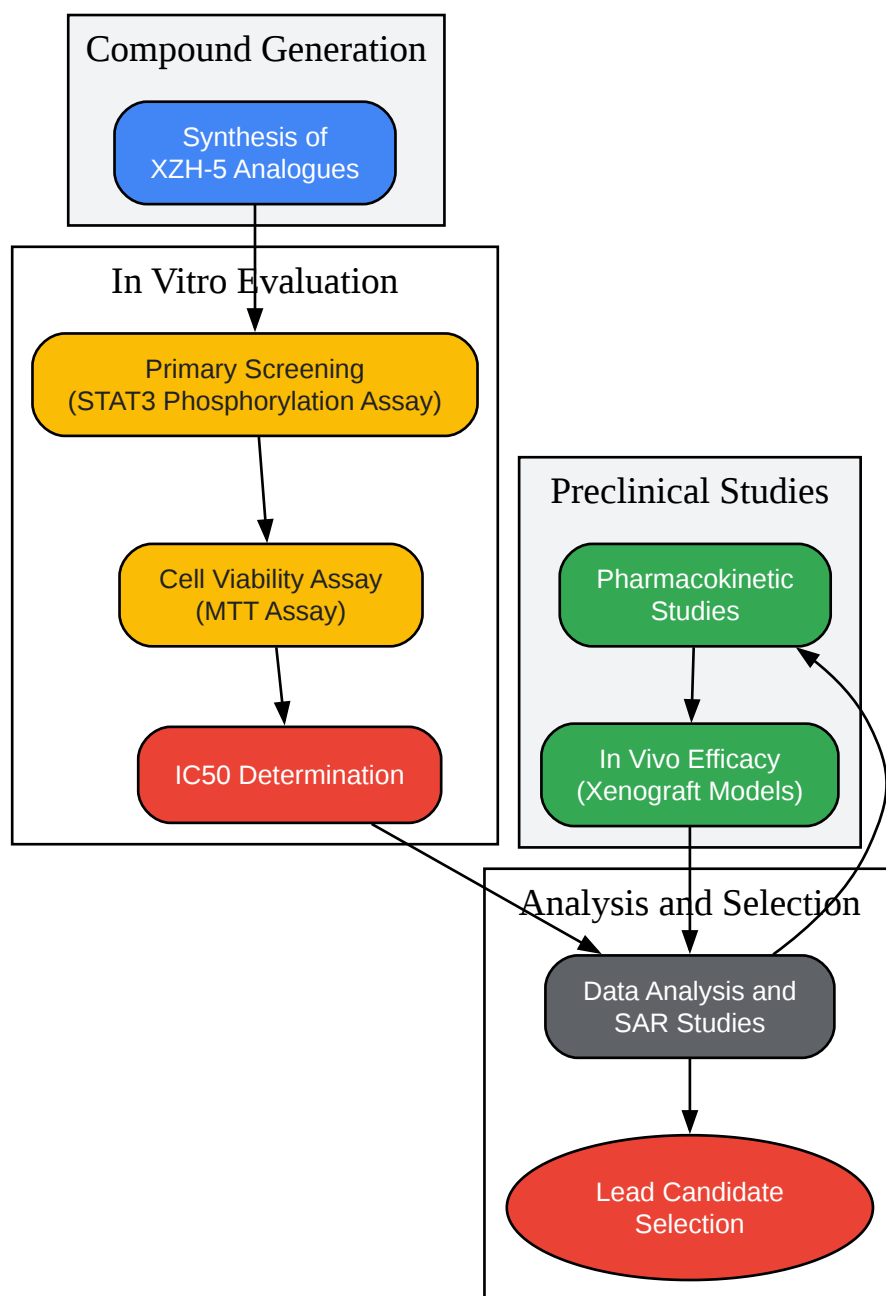 Compound Generation
Synthesis of
XZH-5 Analogues
In Vitro Evaluation
Primary Screening
(STAT3 Phosphorylation Assay)
Cell Viability Assay
(MTT Assay)
IC50 Determination
Preclinical Studies
Pharmacokinetic
Studies
In Vivo Efficacy
(Xenograft Models)
Analysis and Selection
Data Analysis and
SAR Studies
Lead Candidate
Selection